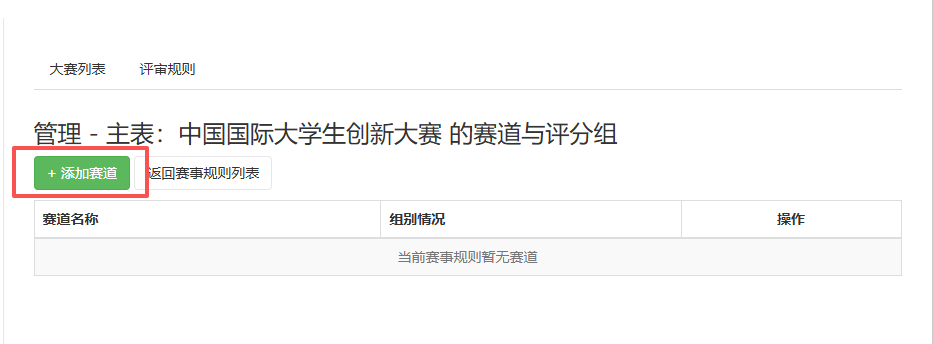 大赛列表 评审规则
管理 - 主表：中国国际大学生创新大赛 的赛道与评分组
+ 添加赛道 返回赛事规则列表
赛道名称 组别情况 操作
当前赛事规则暂无赛道